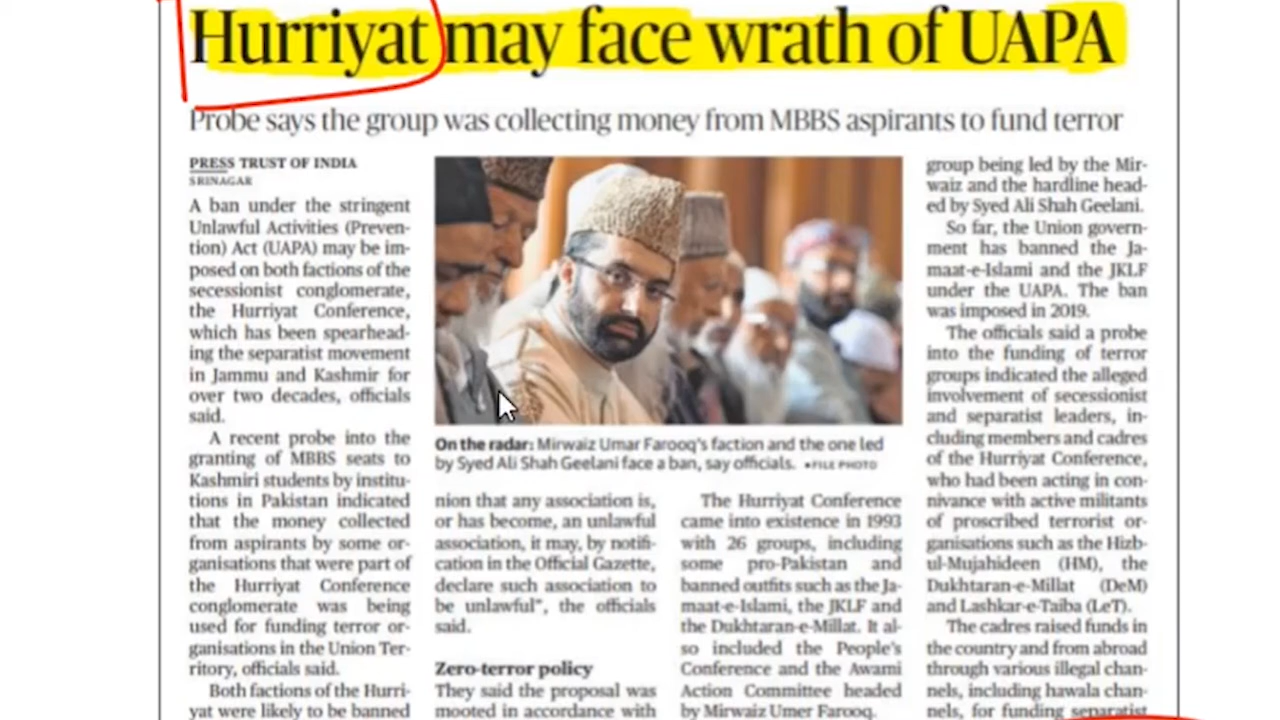 Hurriyat may face wrath of UAPA
Probe says the group was collecting money from MBBS aspirants to fund terror
PRESS TRUST OF INDIA
SRINAGAR
A ban under the stringent
Unlawful Activities (Preven-
tion) Act (UAPA) may be im-
posed on both factions of the
secessionist conglomerate,
the Hurriyat Conference,
which has been spearhead-
ing the separatist movement
in Jammu and Kashmir for
over two decades, officials
said.
A recent probe into the
granting of MBBS seats to
Kashmiri students by institu-
tions in Pakistan indicated
that the money collected
from aspirants by some or-
ganisations that were part of
the Hurriyat Conference
conglomerate was being
used for funding terror or-
ganisations in the Union Ter-
ritory, officials said.
Both factions of the Hurri-
yat were likely to be banned
On the radar: Mirwaiz Umar Farooq's faction and the one led
by Syed Ali Shah Geelani face a ban, say officials. •FILE PHOTO
nion that any association is,
or has become, an unlawful
association, it may, by notifi-
cation in the Official Gazette,
declare such association to
be unlawful", the officials
said.
Zero-terror policy
They said the proposal was
mooted in accordance with
The Hurriyat Conference
came into existence in 1993
with 26 groups, including
some pro-Pakistan and
banned outfits such as the Ja-
maat-e-Islami, the JKLF and
the Dukhtaran-e-Millat. It al-
so included the People's
Conference and the Awami
Action Committee headed
by Mirwaiz Umer Farooq.
group being led by the Mir-
waiz and the hardline head-
ed by Syed Ali Shah Geelani.
So far, the Union govern-
ment has banned the Ja-
maat-e-Islami and the JKLF
under the UAPA. The ban
was imposed in 2019.
The officials said a probe
into the funding of terror
groups indicated the alleged
involvement of secessionist
and separatist leaders, in-
cluding members and cadres
of the Hurriyat Conference,
who had been acting in con-
nivance with active militants
of proscribed terrorist or-
ganisations such as the Hizb-
ul-Mujahideen (HM), the
Dukhtaran-e-Millat (DeM)
and Lashkar-e-Taiba (LeT).
The cadres raised funds in
the country and from abroad
through various illegal chan-
nels, including hawala chan-
nels, for funding separatist